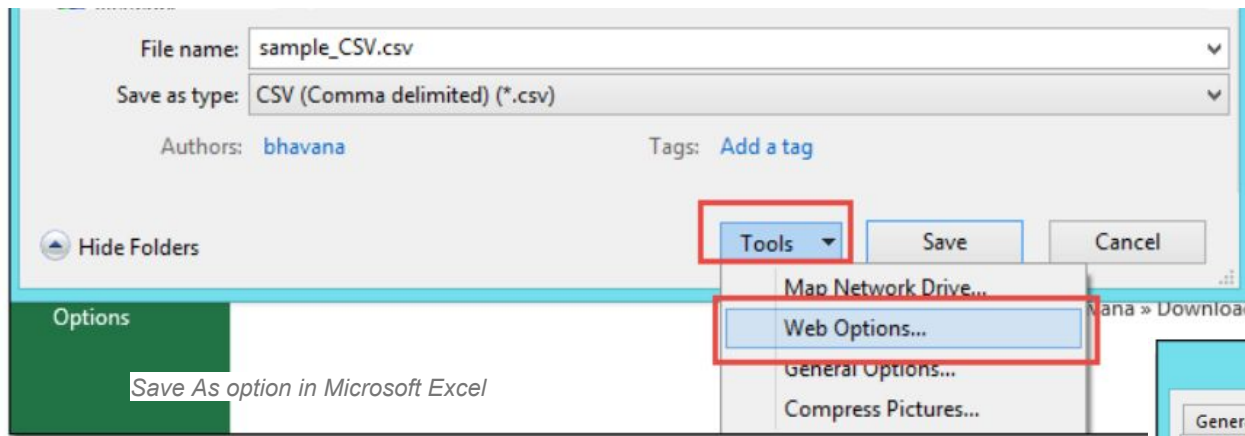 File name: sample_CSV.csv
Save as type: CSV (Comma delimited) (*.csv)
Authors: bhavana Tags: Add a tag
Hide Folders Tools Save Cancel
Map Network Drive...
Options vana » Downloa
Web Options...
General Options...
Save As option in Microsoft Excel
Compress Pictures...
Gener